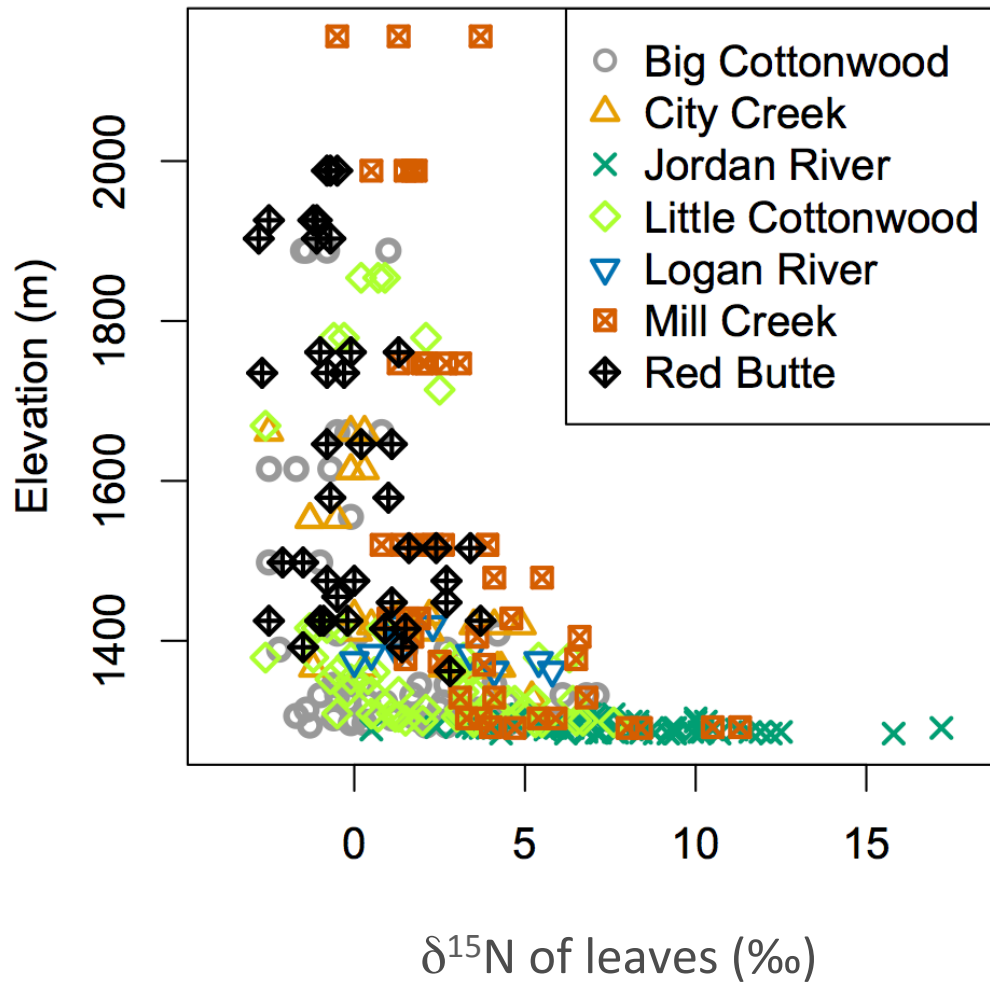 Elevation (m)
2000
1800
1600
1400
Big Cottonwood
City Creek
Jordan River
Little Cottonwood
Logan River
Mill Creek
Red Butte
0 5 10 15
δ¹⁵N of leaves (‰)